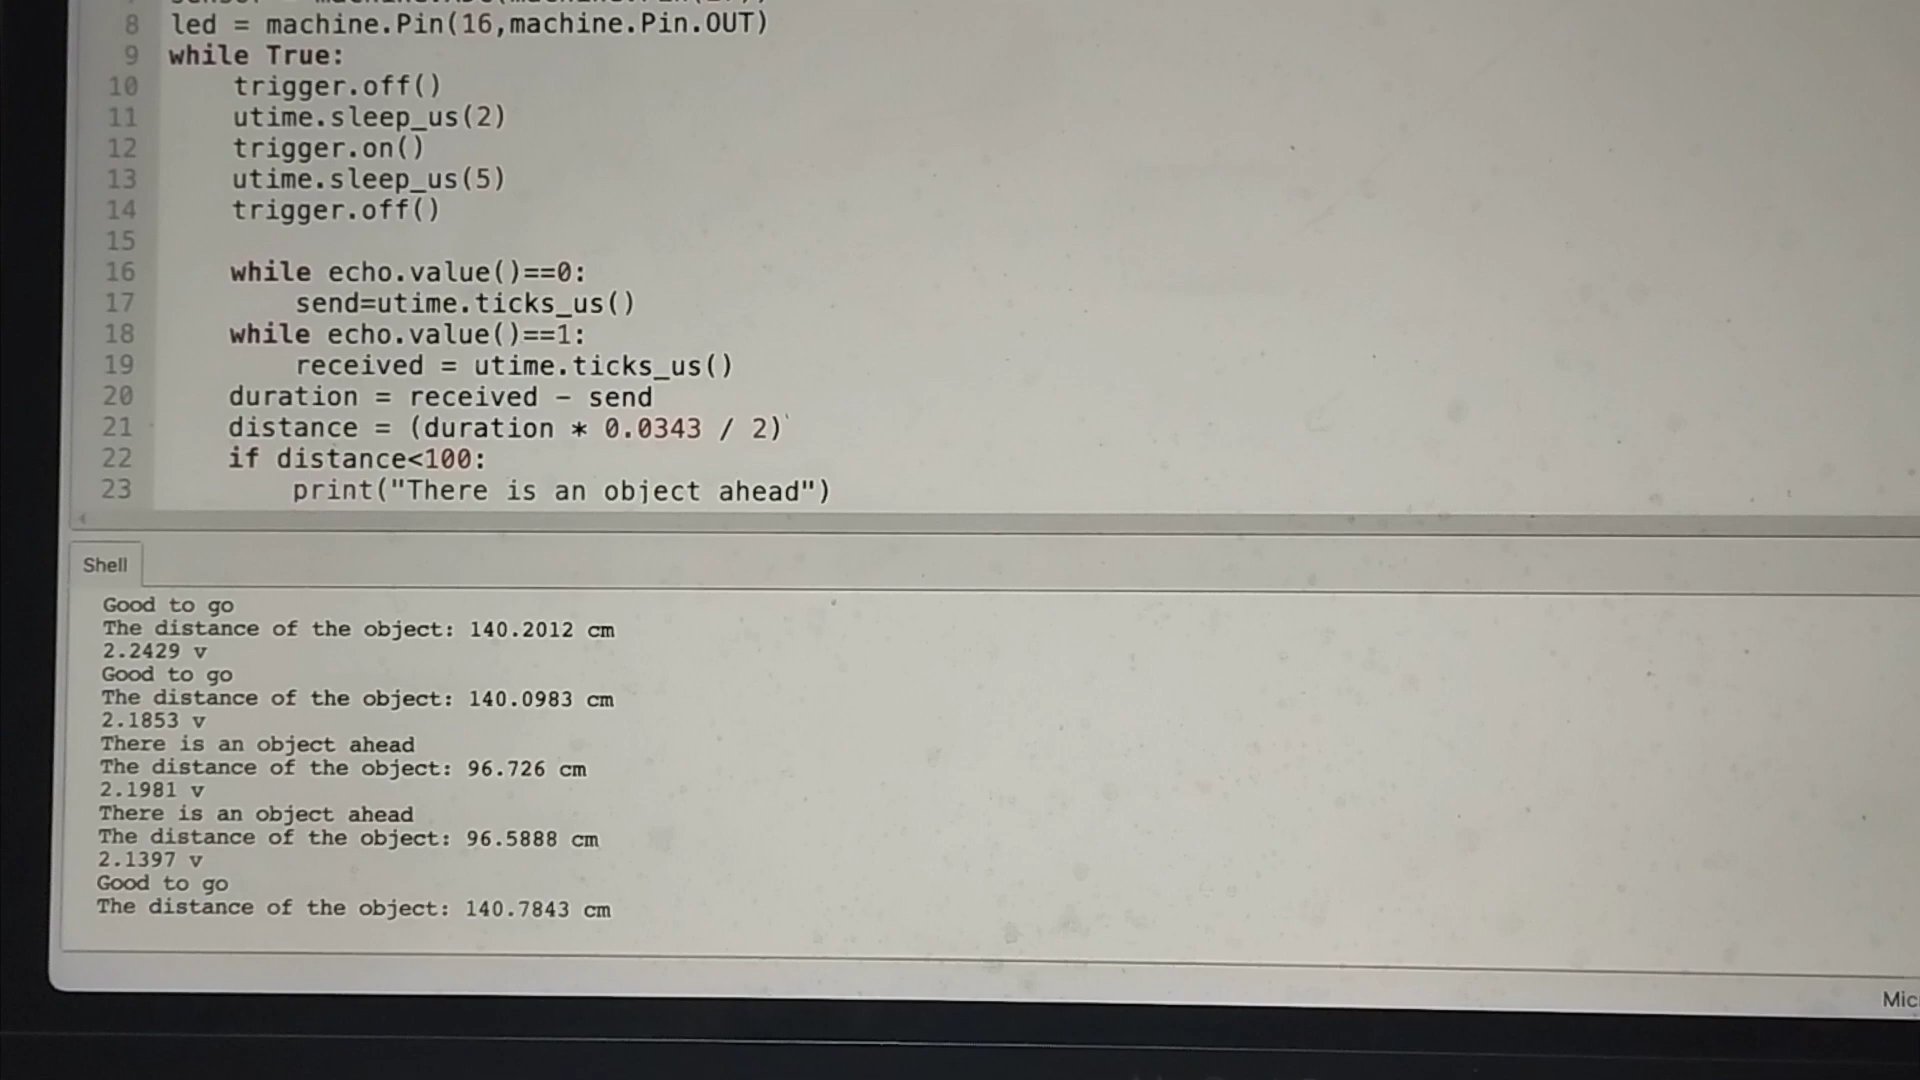 8 led = machine.Pin(16,machine.Pin.OUT)
9 while True:
10 trigger.off()
11 utime.sleep_us(2)
12 trigger.on()
13 utime.sleep_us(5)
14 trigger.off()
15
16 while echo.value()==0:
17 send=utime.ticks_us()
18 while echo.value()==1:
19 received = utime.ticks_us()
20 duration = received - send
21 distance = (duration * 0.0343 / 2)
22 if distance<100:
23 print("There is an object ahead")
Shell
Good to go
The distance of the object: 140.2012 cm
2.2429 v
Good to go
The distance of the object: 140.0983 cm
2.1853 v
There is an object ahead
The distance of the object: 96.726 cm
2.1981 v
There is an object ahead
The distance of the object: 96.5888 cm
2.1397 v
Good to go
The distance of the object: 140.7843 cm